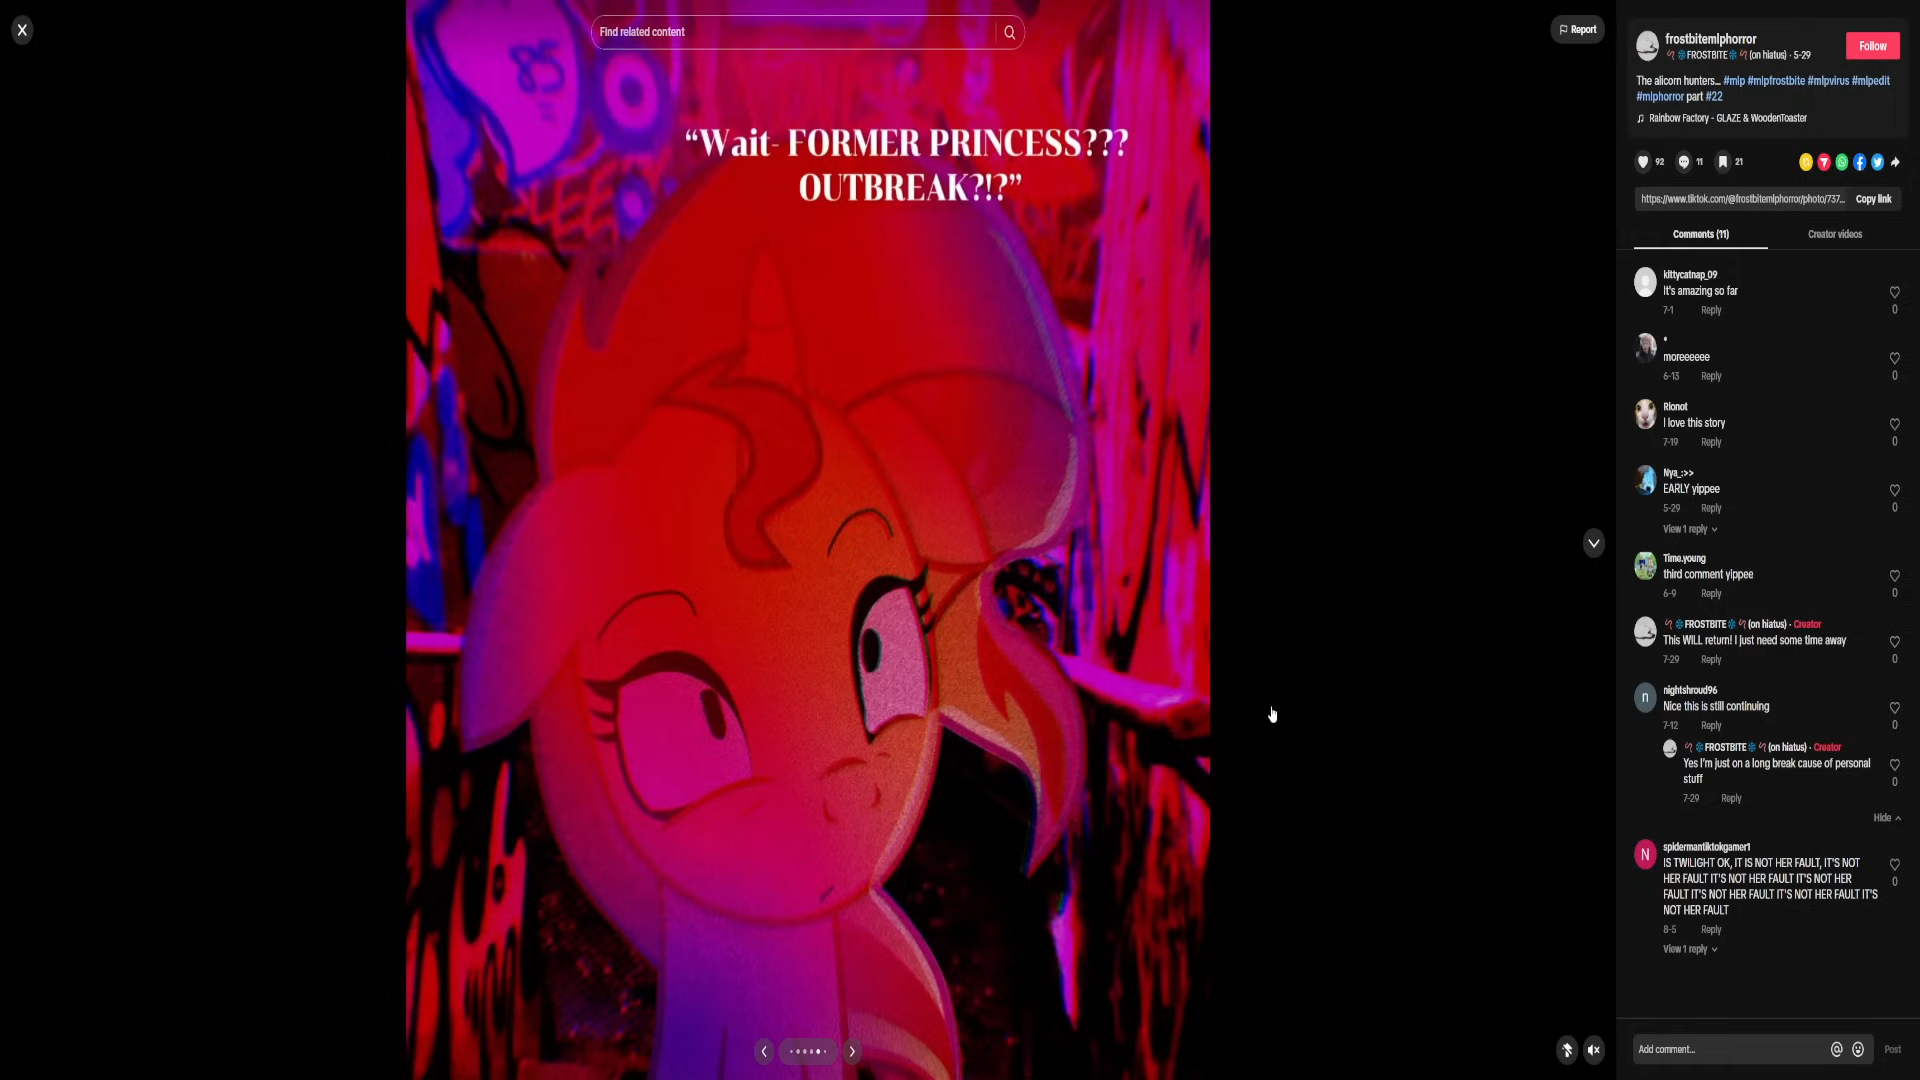 Find related content
Report
85
“Wait- FORMER PRINCESS???
OUTBREAK?!?”
frostbitemlphorror
FROSTBITE (on hiatus) · 5-29
Follow
The alicorn hunters... #mlp #mlpfrostbite #mlpvirus #mlpedit
#mlphorror part #22
Rainbow Factory - GLAZE & WoodenToaster
92
11
21
https://www.tiktok.com/@frostbitemlphorror/photo/737...
Copy link
Comments (11)
Creator videos
kittycatnap_09
It's amazing so far
7-1 Reply
0
moreeeeee
6-13 Reply
0
Rionot
I love this story
7-19 Reply
0
Nya_:>>
EARLY yippee
5-29 Reply
0
View 1 reply
Time.young
third comment yippee
6-9 Reply
0
FROSTBITE (on hiatus) · Creator
This WILL return! I just need some time away
7-29 Reply
0
n
nightshroud96
Nice this is still continuing
7-12 Reply
0
FROSTBITE (on hiatus) · Creator
Yes I'm just on a long break cause of personal
stuff
7-29 Reply
0
Hide
N
spidermantiktokgamer1
IS TWILIGHT OK, IT IS NOT HER FAULT, IT'S NOT
HER FAULT IT'S NOT HER FAULT IT'S NOT HER
FAULT IT'S NOT HER FAULT IT'S NOT HER FAULT IT'S
NOT HER FAULT
8-5 Reply
0
View 1 reply
Add comment...
Post